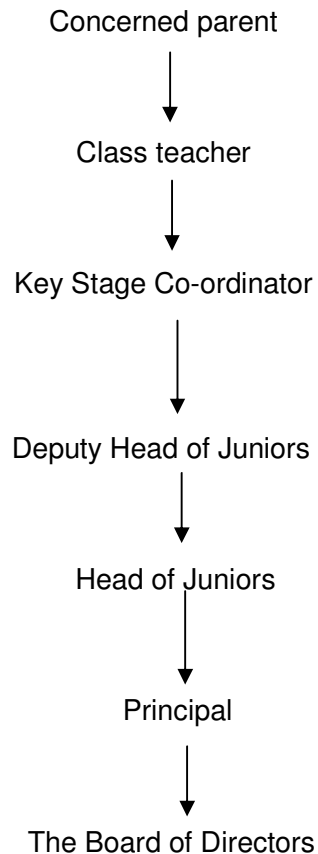 Concerned parent
Class teacher
Key Stage Co-ordinator
Deputy Head of Juniors
Head of Juniors
Principal
The Board of Directors